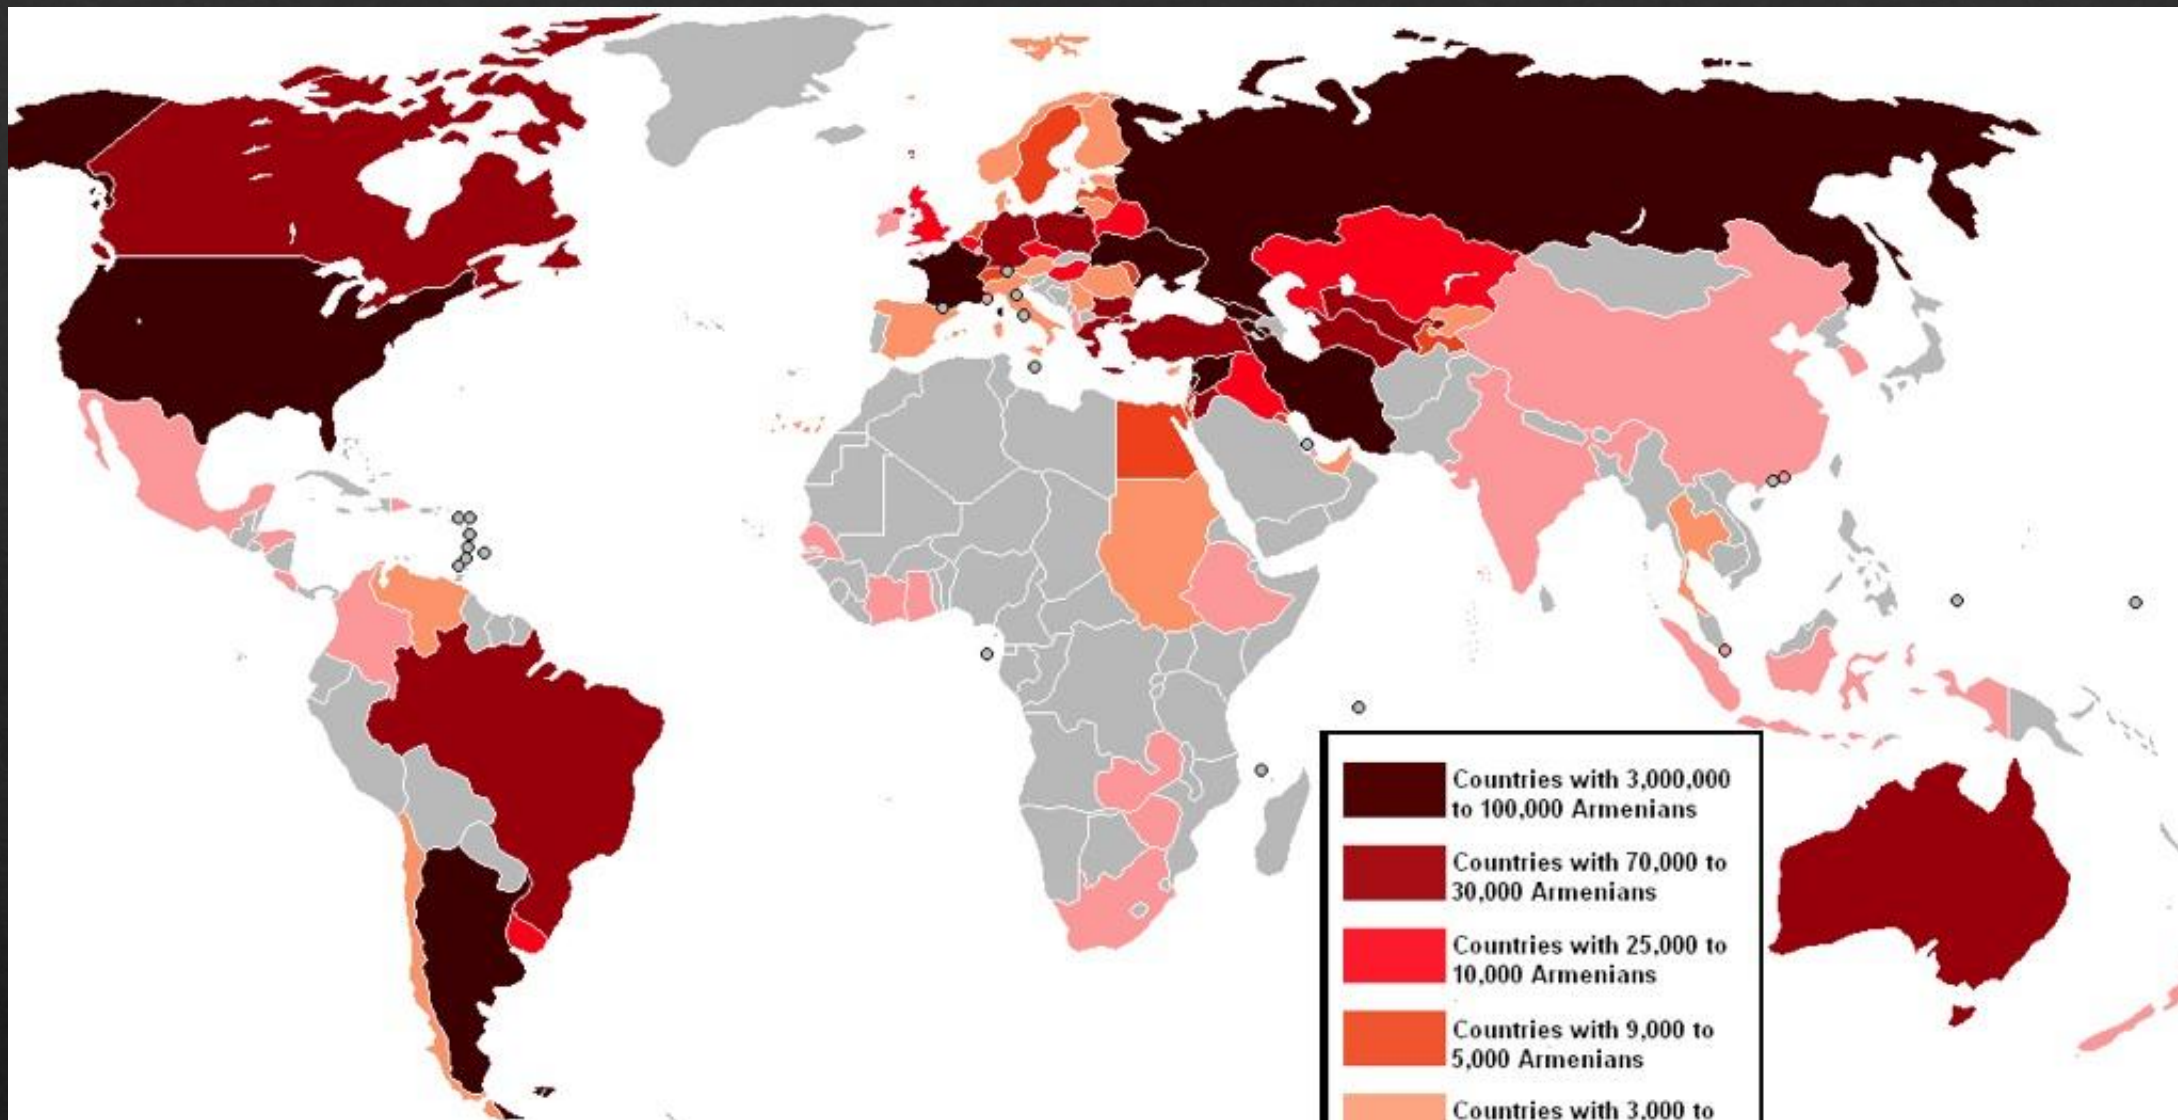 Countries with 3,000,000
to 100,000 Armenians
Countries with 70,000 to
30,000 Armenians
Countries with 25,000 to
10,000 Armenians
Countries with 9,000 to
5,000 Armenians
Countries with 3,000 to